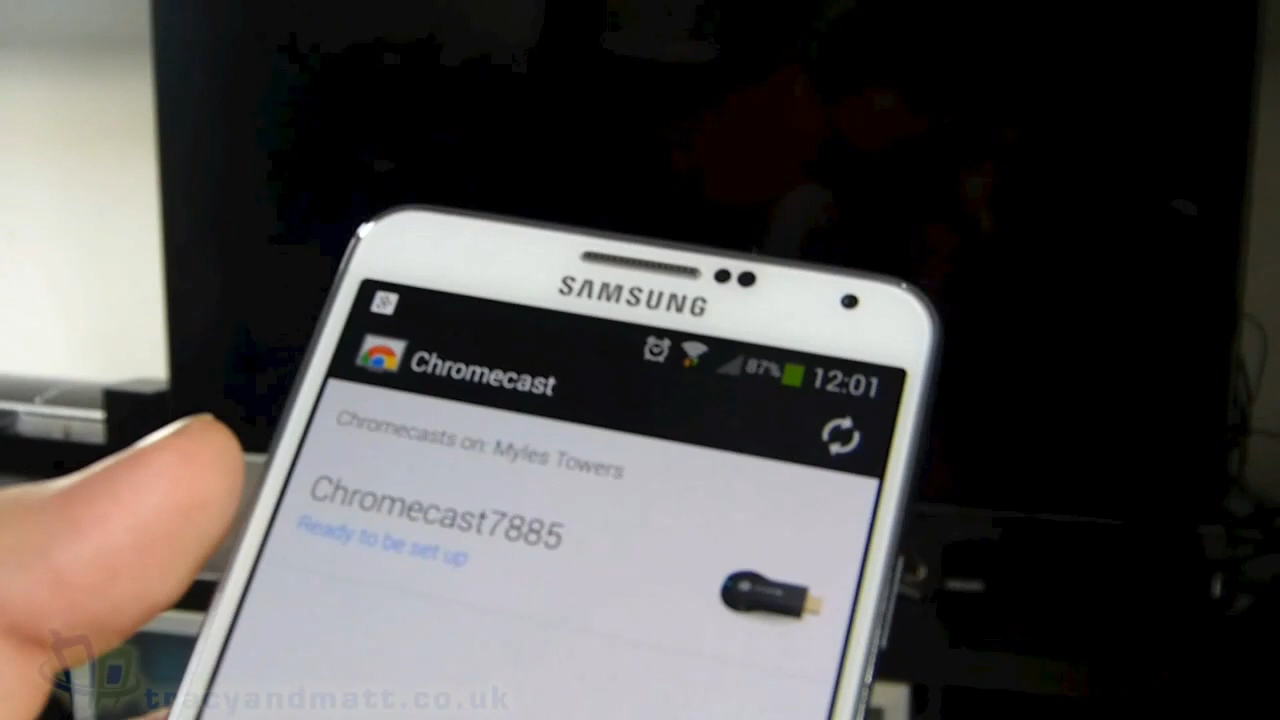 SAMSUNG
87% 12:01
Chromecast
Chromecasts on: Myles Towers
Chromecast7885
Ready to be set up
tracyandmatt.co.uk